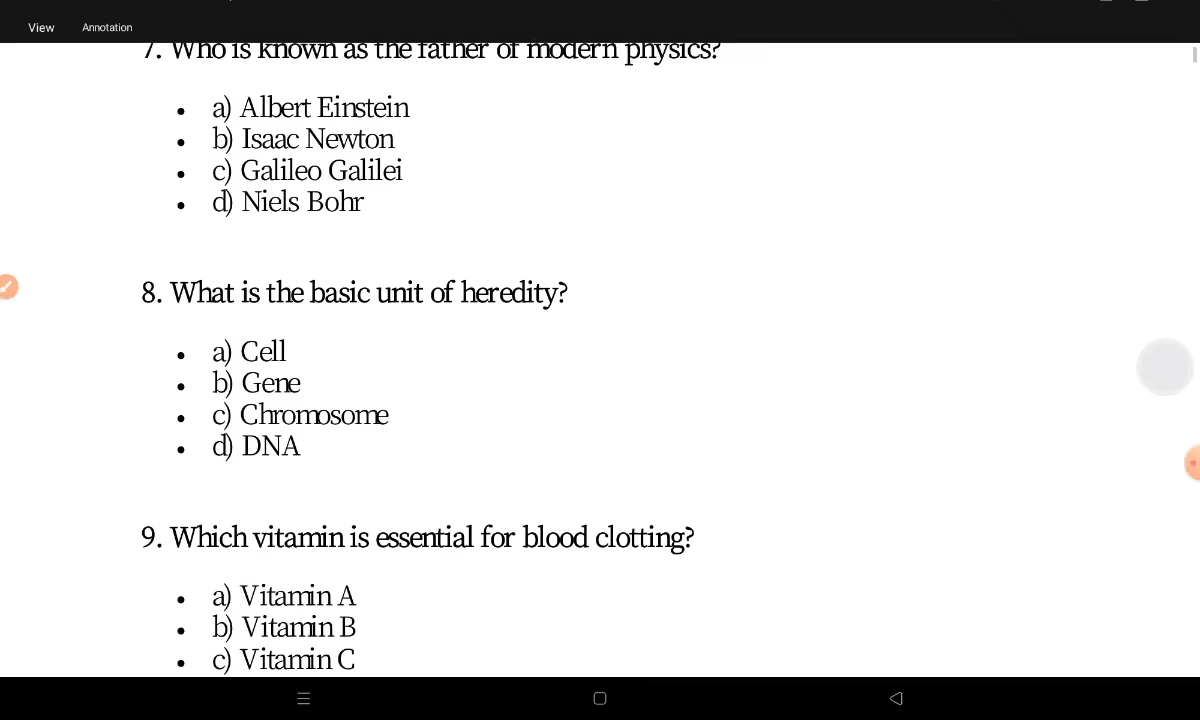 View Annotation
7. Who is known as the father of modern physics?
• a) Albert Einstein
• b) Isaac Newton
• c) Galileo Galilei
• d) Niels Bohr
8. What is the basic unit of heredity?
• a) Cell
• b) Gene
• c) Chromosome
• d) DNA
9. Which vitamin is essential for blood clotting?
• a) Vitamin A
• b) Vitamin B
• c) Vitamin C